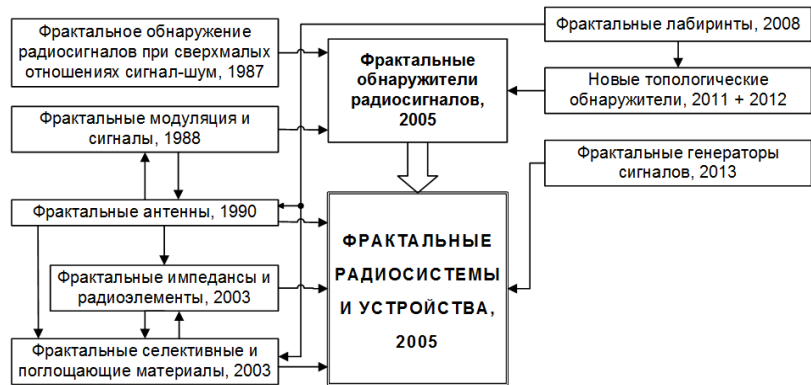 Фрактальное обнаружение
радиосигналов при сверхмалых
отношениях сигнал-шум, 1987
Фрактальные модуляция и
сигналы, 1988
Фрактальные антенны, 1990
Фрактальные импедансы и
радиоэлементы, 2003
Фрактальные селективные и
поглощающие материалы, 2003
Фрактальные
обнаружители
радиосигналов,
2005
ФРАКТАЛЬНЫЕ
РАДИОСИСТЕМЫ
И УСТРОЙСТВА,
2005
Фрактальные лабиринты, 2008
Новые топологические
обнаружители, 2011 + 2012
Фрактальные генераторы
сигналов, 2013